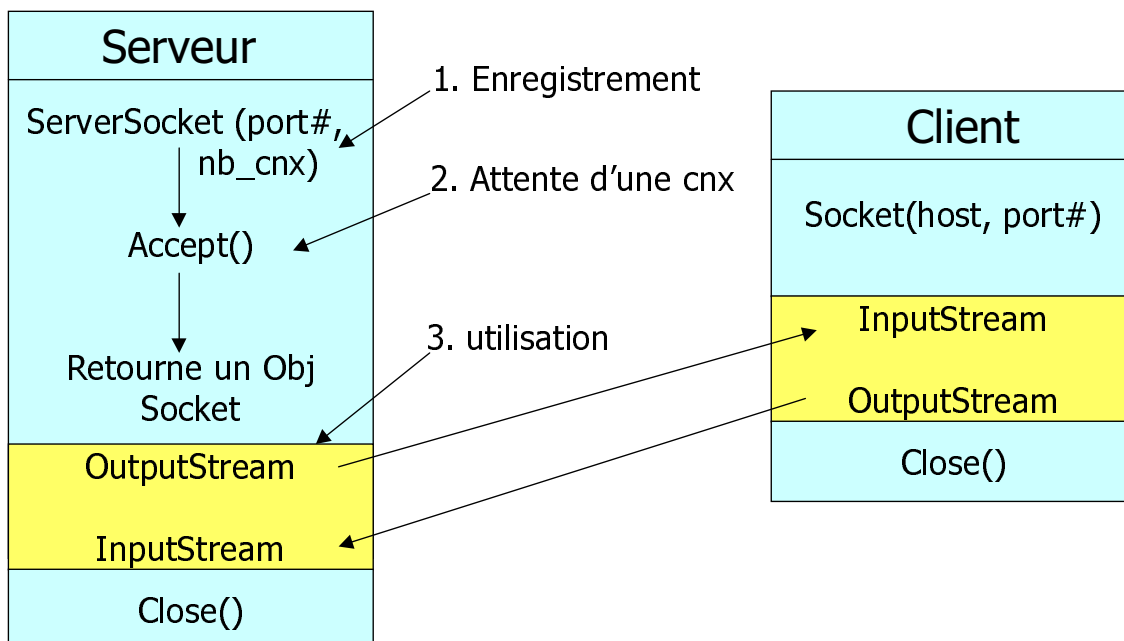 Serveur
ServerSocket (port#,
nb_cnx)
Accept()
Retourne un Obj
Socket
OutputStream
InputStream
Close()
1. Enregistrement
2. Attente d'une cnx
3. utilisation
Client
Socket(host, port#)
InputStream
OutputStream
Close()